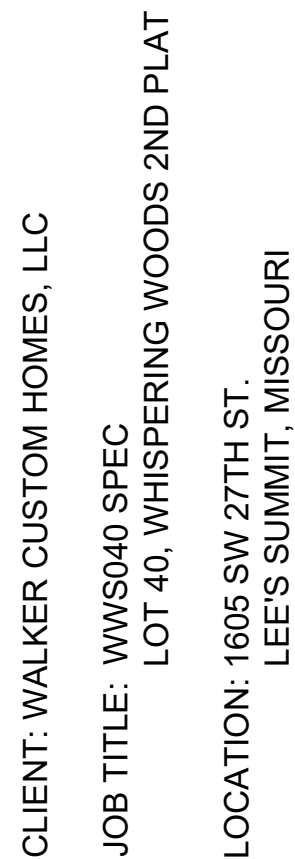 CLIENT: WALKER CUSTOM HOMES, LLC
JOB TITLE: WWS040 SPEC
LOT 40, WHISPERING WOODS 2ND PLAT
LOCATION: 1605 SW 27TH ST.
LEE'S SUMMIT, MISSOURI